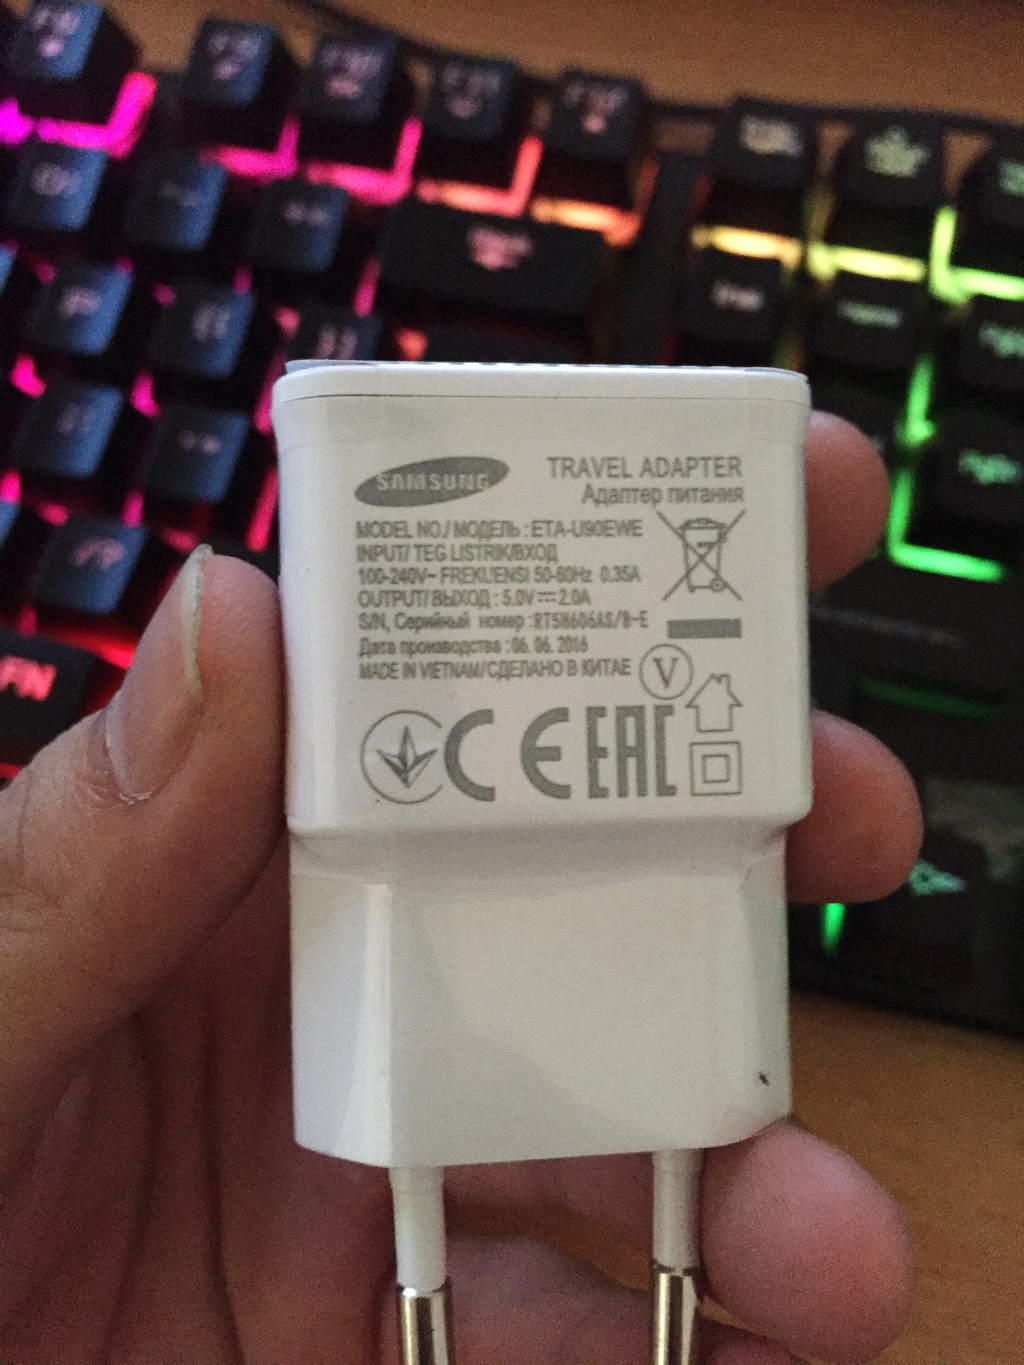 SAMSUNG
TRAVEL ADAPTER
Адаптер питания
MODEL NO./ МОДЕЛЬ : ETA-U90EWE
INPUT/ TEG LISTRIK/ВХОД
100-240V~ FREKUENSI 50-60Hz 0.35A
OUTPUT/ ВЫХОД : 5.0V⎓2.0A
S/N, Серийный номер :RT5H606AS/B-E
Дата производства :06. 06. 2016
MADE IN VIETNAM/СДЕЛАНО В КИТАЕ
V
CE EAC
FN